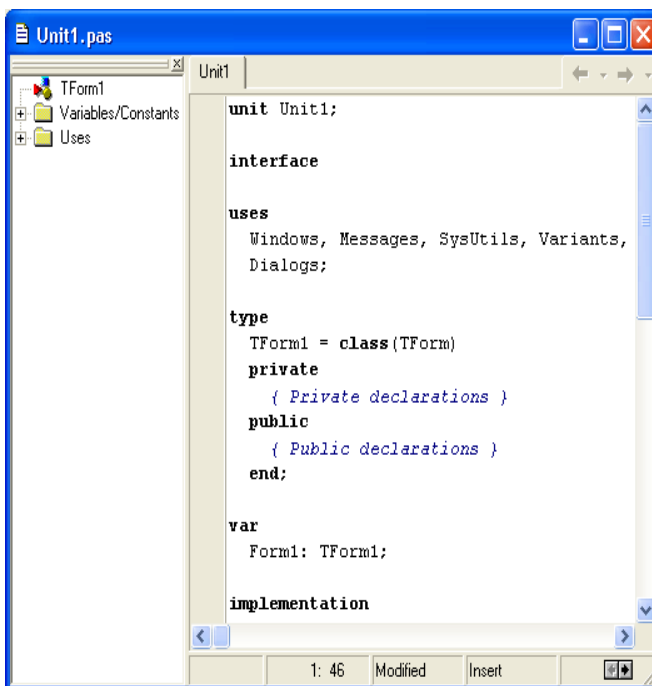 Unit1.pas
TForm1
Variables/Constants
Uses
Unit1
unit Unit1;
interface
uses
Windows, Messages, SysUtils, Variants,
Dialogs;
type
TForm1 = class(TForm)
private
{ Private declarations }
public
{ Public declarations }
end;
var
Form1: TForm1;
implementation
1: 46 Modified Insert